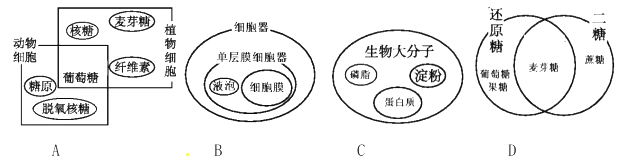 动物
细胞
核糖
麦芽糖
植物细胞
糖原
葡萄糖
纤维素
脱氧核糖
A
细胞器
单层膜细胞器
液泡
细胞膜
B
生物大分子
磷脂
淀粉
蛋白质
C
还原糖
二糖
葡萄糖
果糖
麦芽糖
蔗糖
D